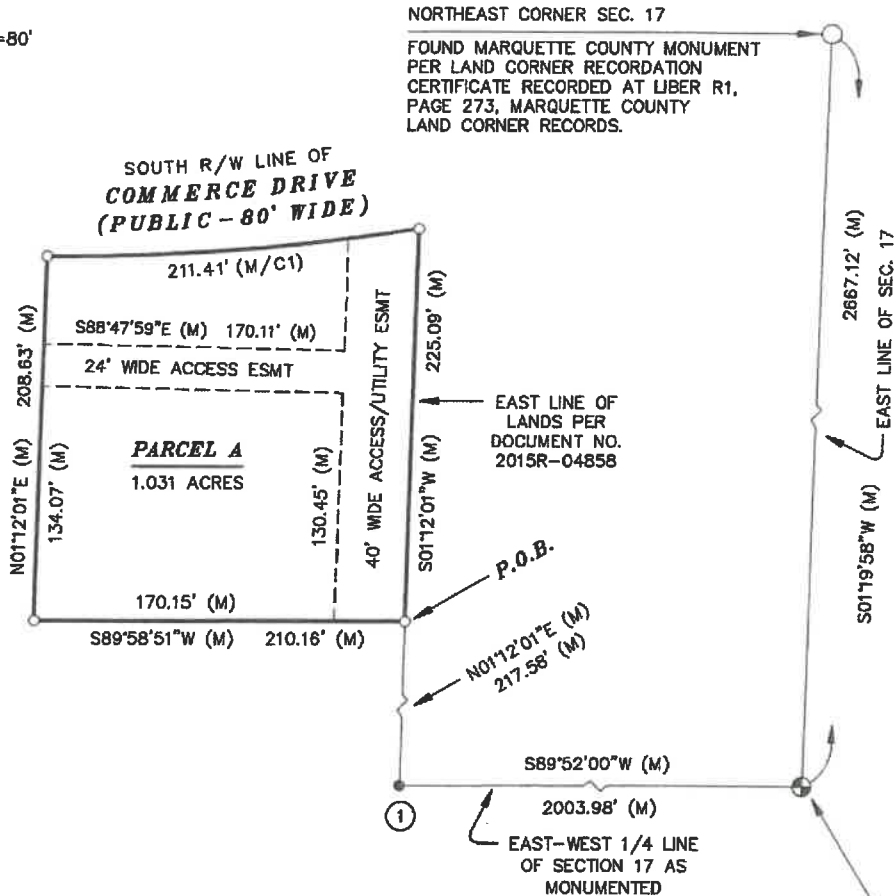 =80'
NORTHEAST CORNER SEC. 17
FOUND MARQUETTE COUNTY MONUMENT
PER LAND CORNER RECORDATION
CERTIFICATE RECORDED AT LIBER R1,
PAGE 273, MARQUETTE COUNTY
LAND CORNER RECORDS.
SOUTH R/W LINE OF
COMMERCE DRIVE
(PUBLIC-80' WIDE)
211.41' (M/C1)
S88°47'59"E (M) 170.11' (M)
24' WIDE ACCESS ESMT
N01°12'01"E (M) 208.63' (M)
134.07' (M)
PARCEL A
1.031 ACRES
130.45' (M)
40' WIDE ACCESS/UTILITY ESMT
225.09' (M)
S01°12'01"W (M)
EAST LINE OF
LANDS PER
DOCUMENT NO.
2015R-04858
2667.12' (M)
EAST LINE OF SEC. 17
S01°19'58"W (M)
170.15' (M)
S89°58'51"W (M) 210.16' (M)
P.O.B.
N01°12'01"E (M)
217.58' (M)
S89°52'00"W (M)
2003.98' (M)
1
EAST-WEST 1/4 LINE
OF SECTION 17 AS
MONUMENTED